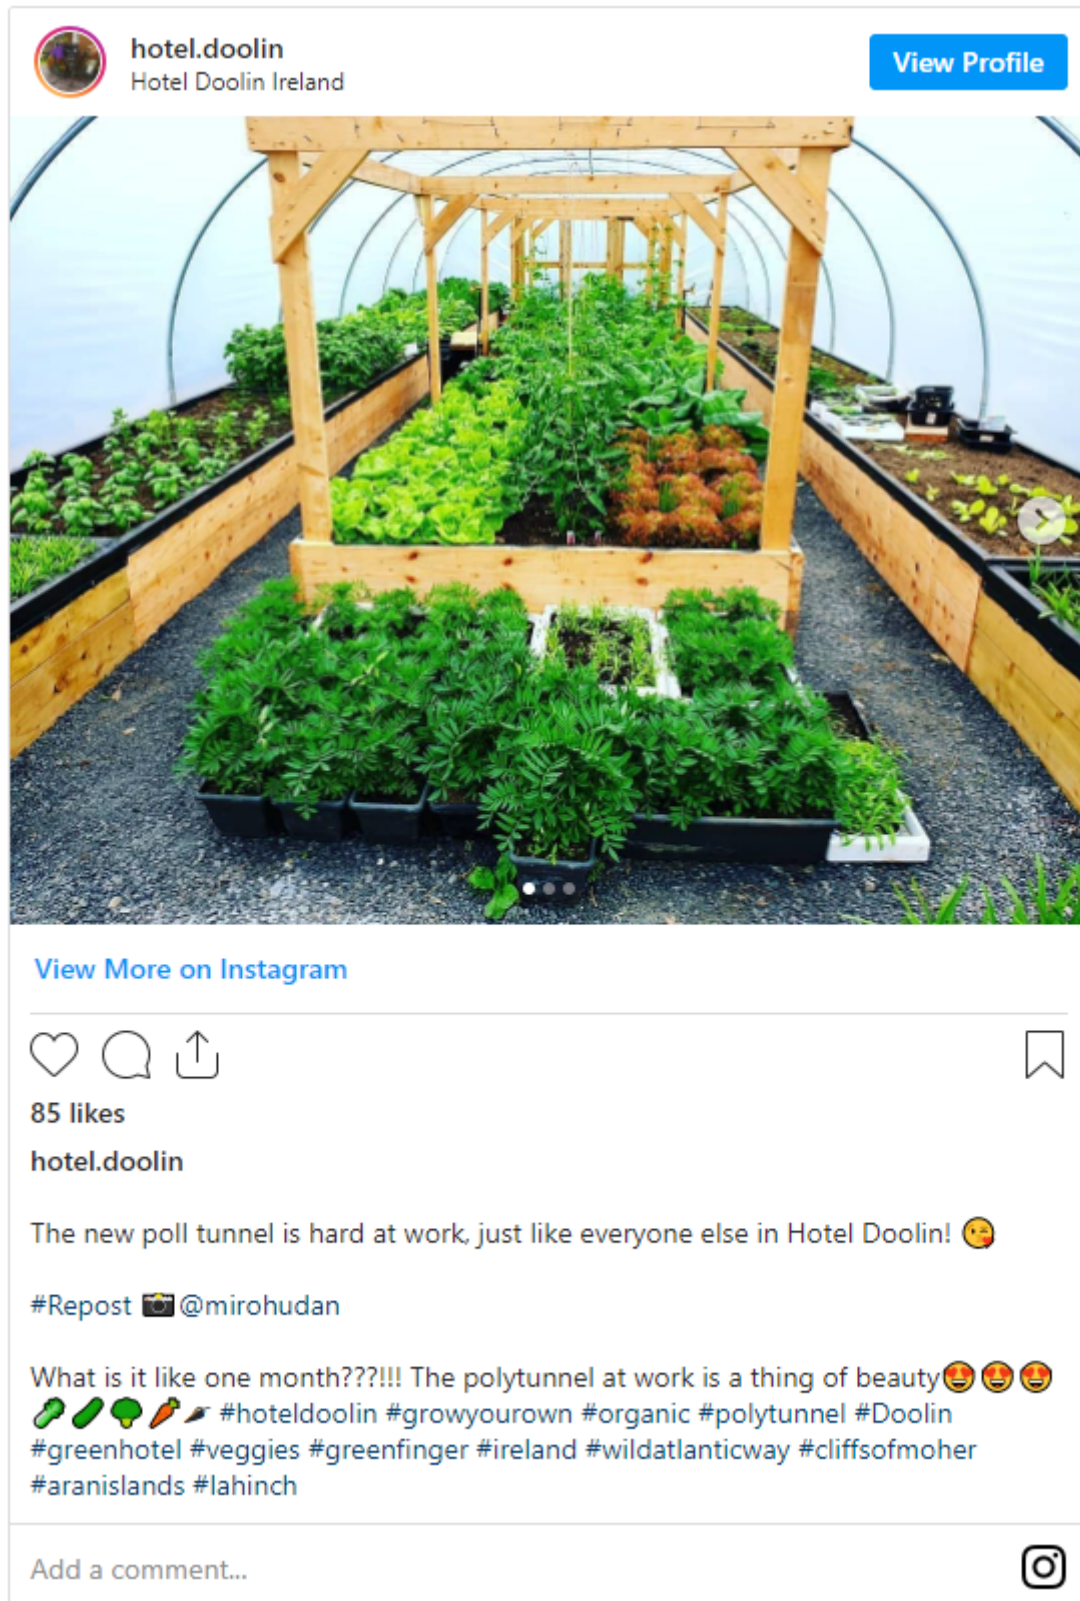 hotel.doolin
Hotel Doolin Ireland
View Profile
View More on Instagram
85 likes
hotel.doolin
The new poll tunnel is hard at work, just like everyone else in Hotel Doolin! 😘
#Repost 📸@mirohudan
What is it like one month???!!! The polytunnel at work is a thing of beauty😍😍😍
🥬🥒🥦🥕🌶 #hoteldoolin #growyourown #organic #polytunnel #Doolin
#greenhotel #veggies #greenfinger #ireland #wildatlanticway #cliffsofmoher
#aranislands #lahinch
Add a comment...